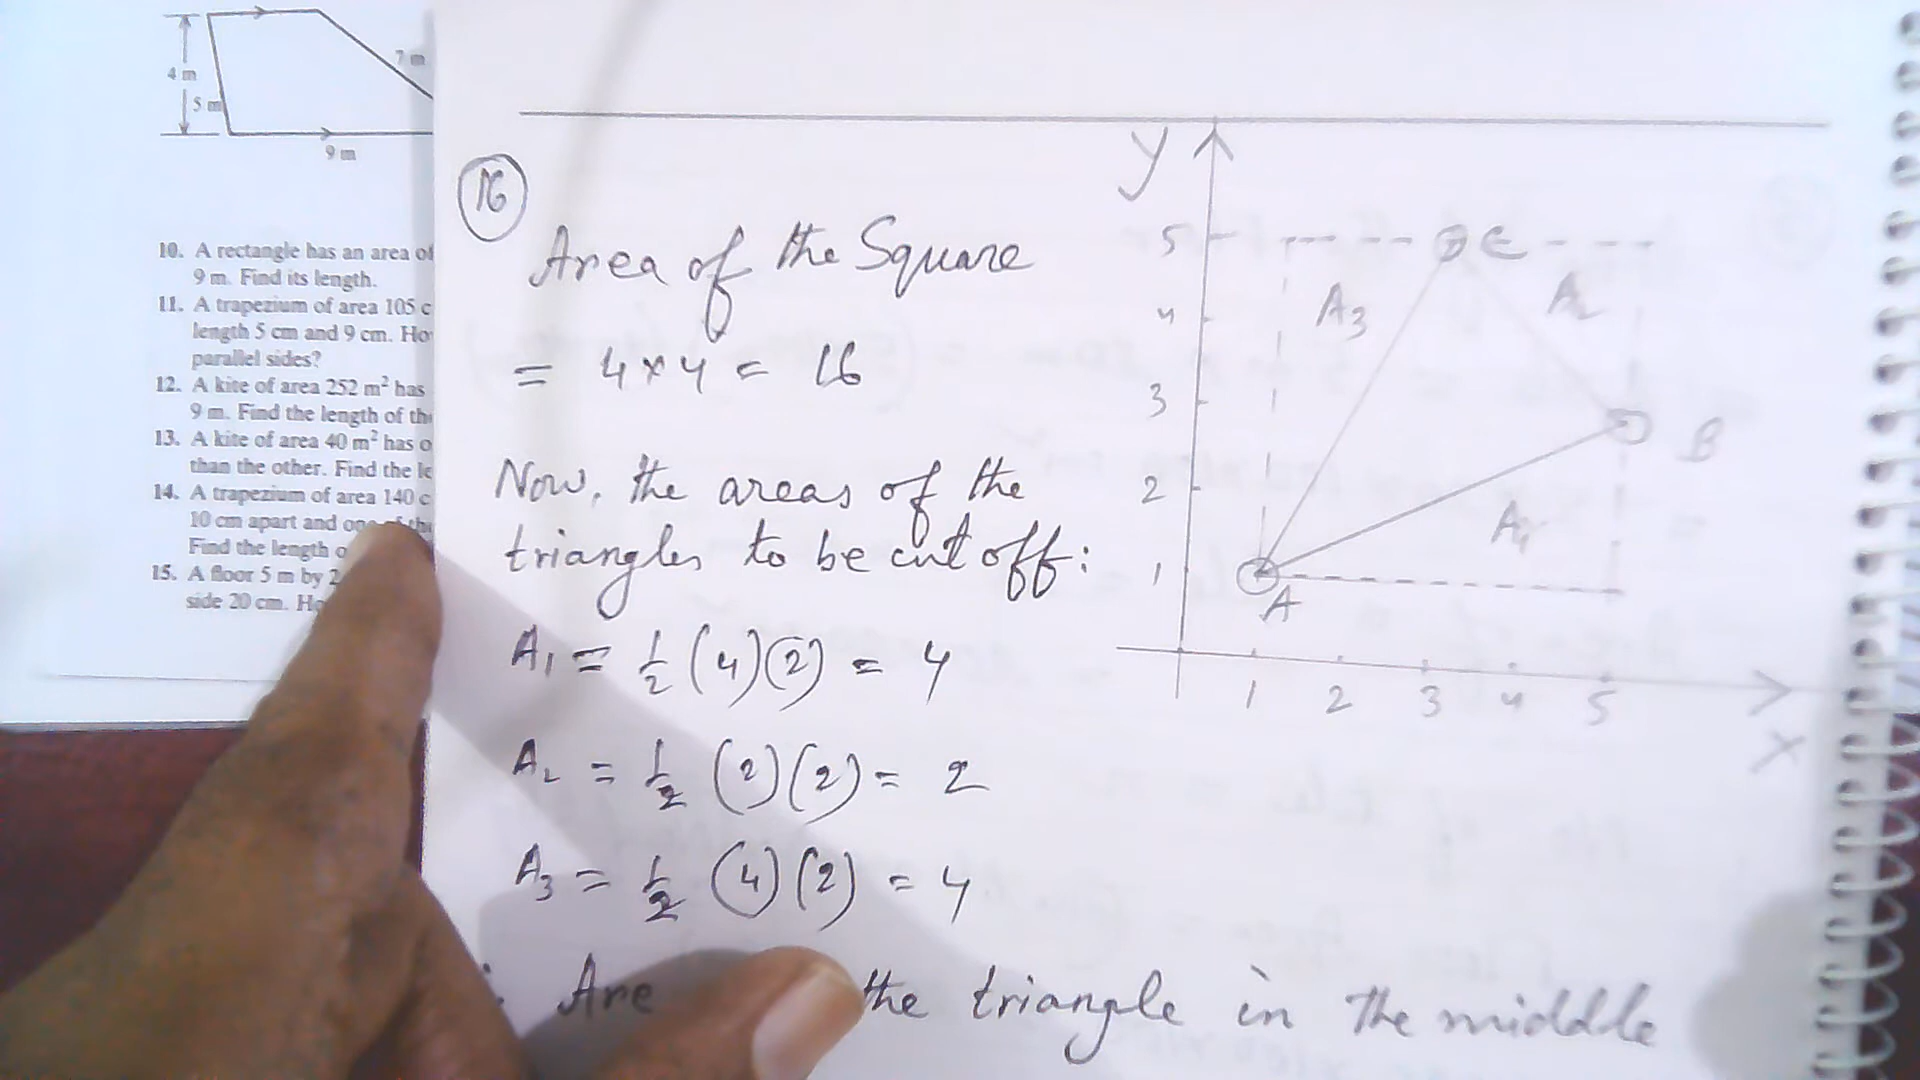 4 m
5 m
7 m
9 m
10. A rectangle has an area of
9 m. Find its length.
11. A trapezium of area 105 c
length 5 cm and 9 cm. Ho
parallel sides?
12. A kite of area 252 m² has
9 m. Find the length of the
13. A kite of area 40 m² has o
than the other. Find the le
14. A trapezium of area 140 c
10 cm apart and one of the
Find the length o
15. A floor 5 m by 2
side 20 cm. Ho
16
Area of the Square
= 4 x 4 = 16
Now, the areas of the
triangles to be cut off:
A1 = 1/2 (4)(2) = 4
A2 = 1/2 (2)(2) = 2
A3 = 1/2 (4)(2) = 4
the triangle in the middle
y
5
C
A3
A2
4
3
B
2
A1
1
A
1 2 3 4 5
x